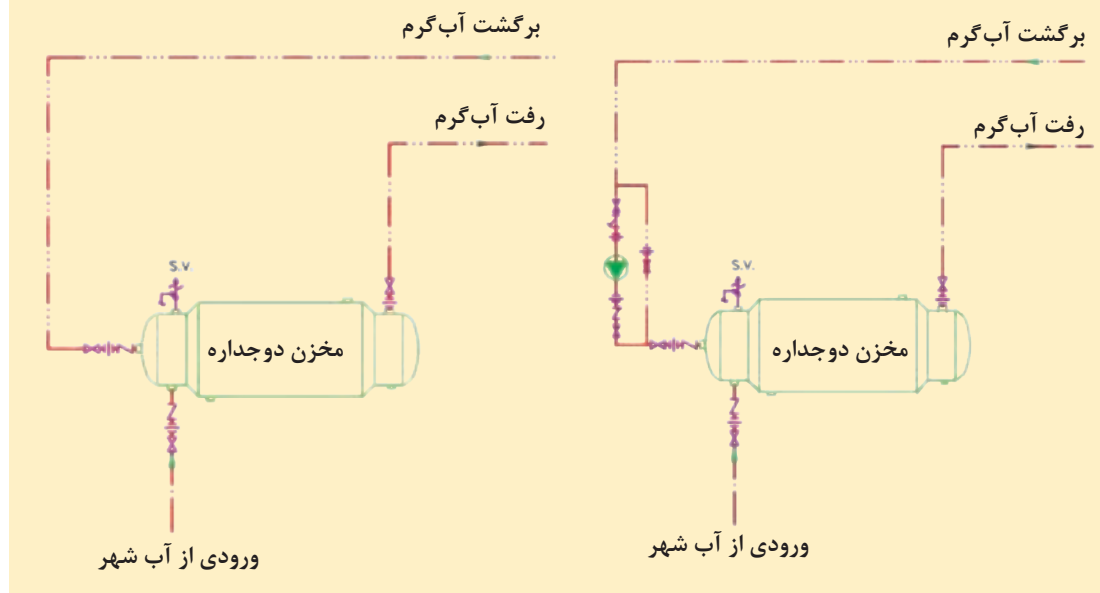 برگشت آب‌گرم
رفت آب‌گرم
S.V.
مخزن دوجداره
ورودی از آب شهر
برگشت آب‌گرم
رفت آب‌گرم
S.V.
مخزن دوجداره
ورودی از آب شهر